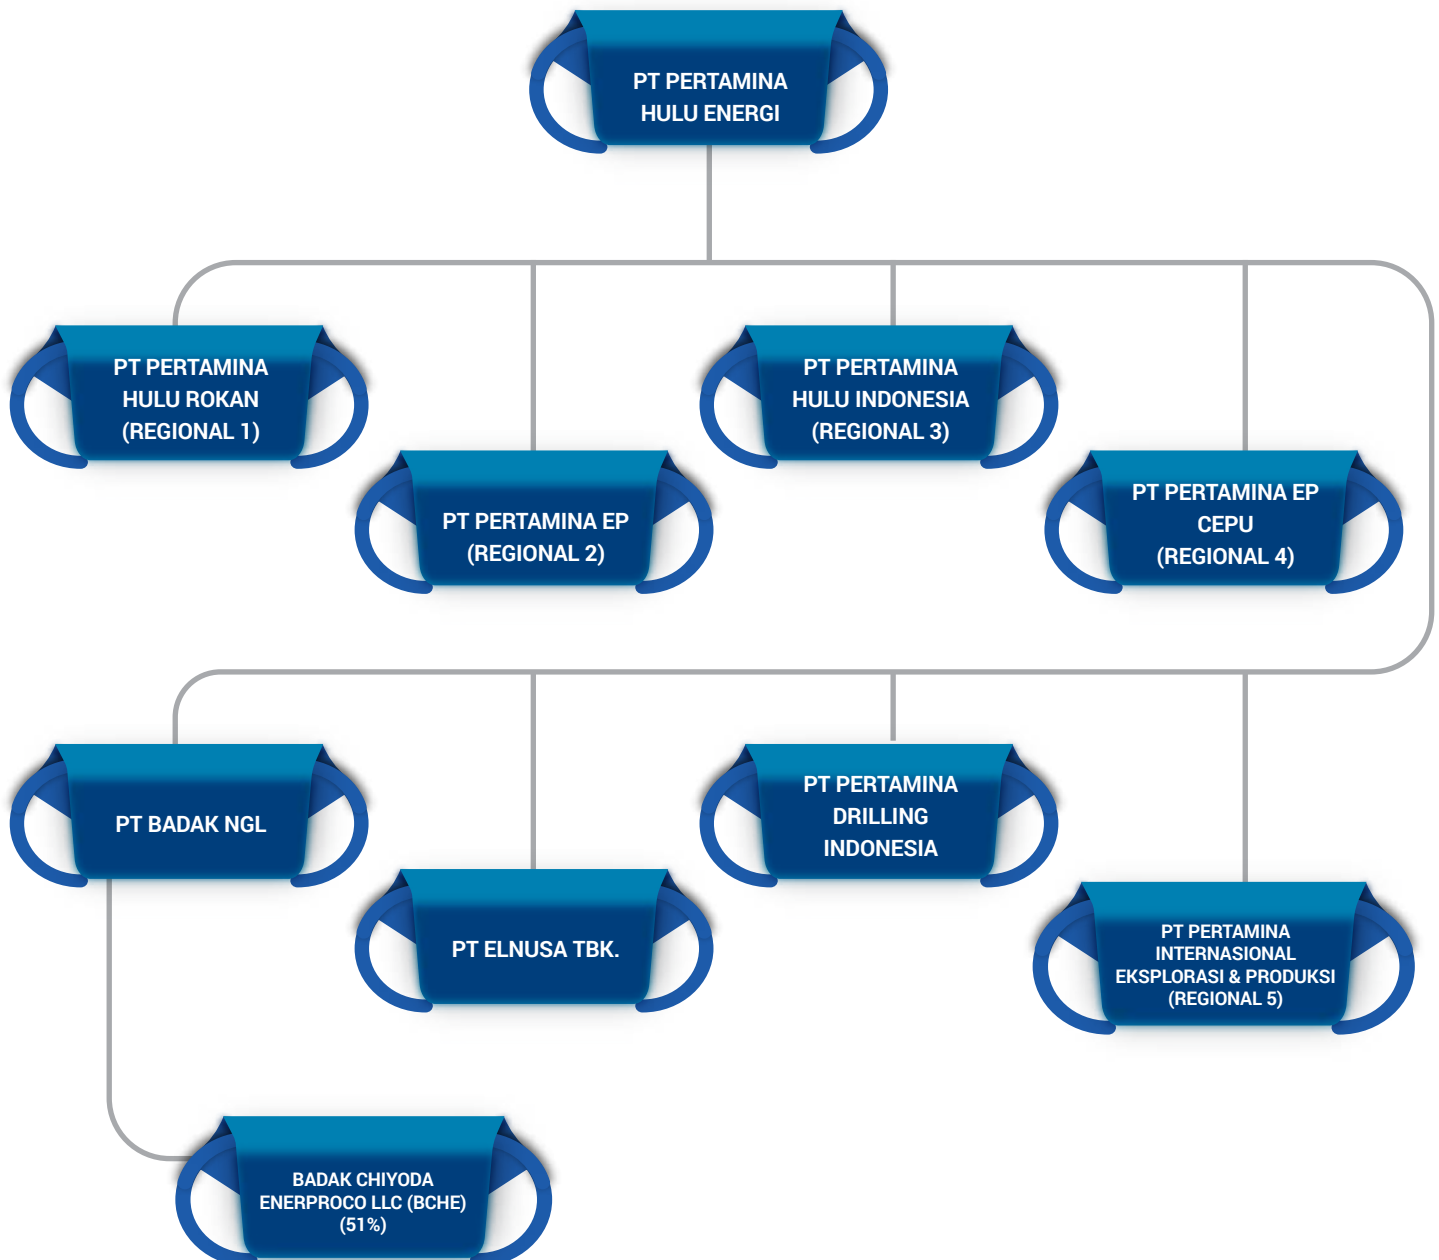 PT PERTAMINA
HULU ENERGI
PT PERTAMINA
HULU ROKAN
(REGIONAL 1)
PT PERTAMINA EP
(REGIONAL 2)
PT PERTAMINA
HULU INDONESIA
(REGIONAL 3)
PT PERTAMINA EP
CEPU
(REGIONAL 4)
PT BADAK NGL
PT ELNUSA TBK.
PT PERTAMINA
DRILLING
INDONESIA
PT PERTAMINA
INTERNASIONAL
EKSPLORASI & PRODUKSI
(REGIONAL 5)
BADAK CHIYODA
ENERPROCO LLC (BCHE)
(51%)